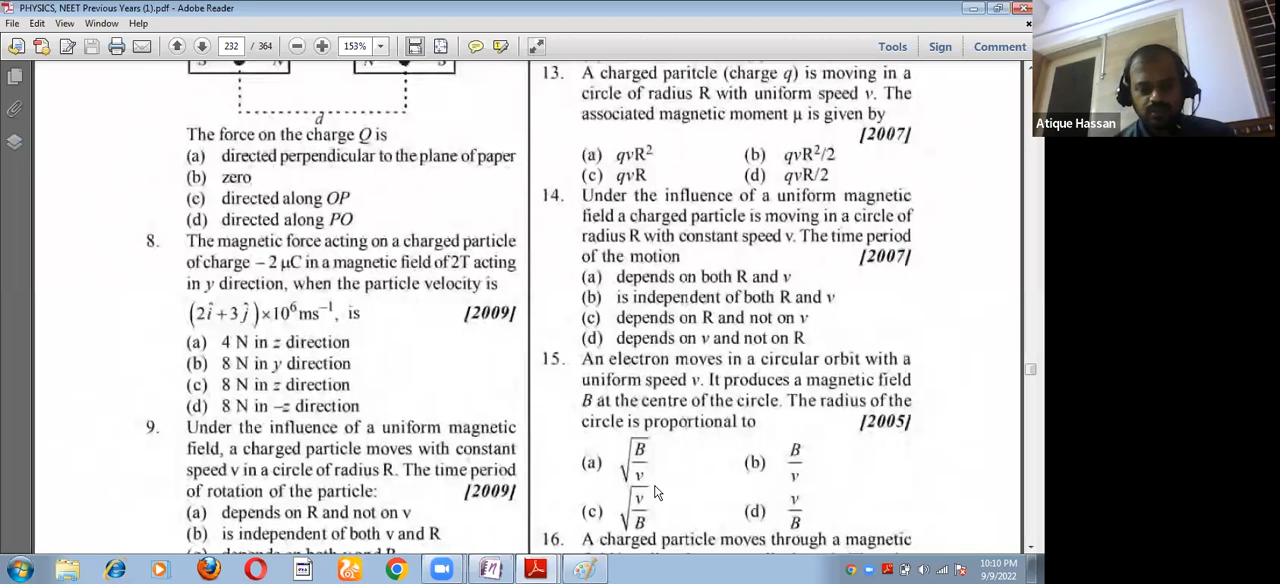 PHYSICS, NEET Previous Years (1).pdf - Adobe Reader
File Edit View Window Help
232 / 364 153% Tools Sign Comment
d
The force on the charge Q is
(a) directed perpendicular to the plane of paper
(b) zero
(c) directed along OP
(d) directed along PO
8. The magnetic force acting on a charged particle
of charge – 2 μC in a magnetic field of 2T acting
in y direction, when the particle velocity is
(2î + 3ĵ) × 10⁶ ms⁻¹, is [2009]
(a) 4 N in z direction
(b) 8 N in y direction
(c) 8 N in z direction
(d) 8 N in –z direction
9. Under the influence of a uniform magnetic
field, a charged particle moves with constant
speed v in a circle of radius R. The time period
of rotation of the particle: [2009]
(a) depends on R and not on v
(b) is independent of both v and R
13. A charged paritcle (charge q) is moving in a
circle of radius R with uniform speed v. The
associated magnetic moment μ is given by
[2007]
(a) qvR² (b) qvR²/2
(c) qvR (d) qvR/2
14. Under the influence of a uniform magnetic
field a charged particle is moving in a circle of
radius R with constant speed v. The time period
of the motion [2007]
(a) depends on both R and v
(b) is independent of both R and v
(c) depends on R and not on v
(d) depends on v and not on R
15. An electron moves in a circular orbit with a
uniform speed v. It produces a magnetic field
B at the centre of the circle. The radius of the
circle is proportional to [2005]
(a) √(B/v) (b) B/v
(c) √(v/B) (d) v/B
16. A charged particle moves through a magnetic
Atique Hassan
10:10 PM
9/9/2022